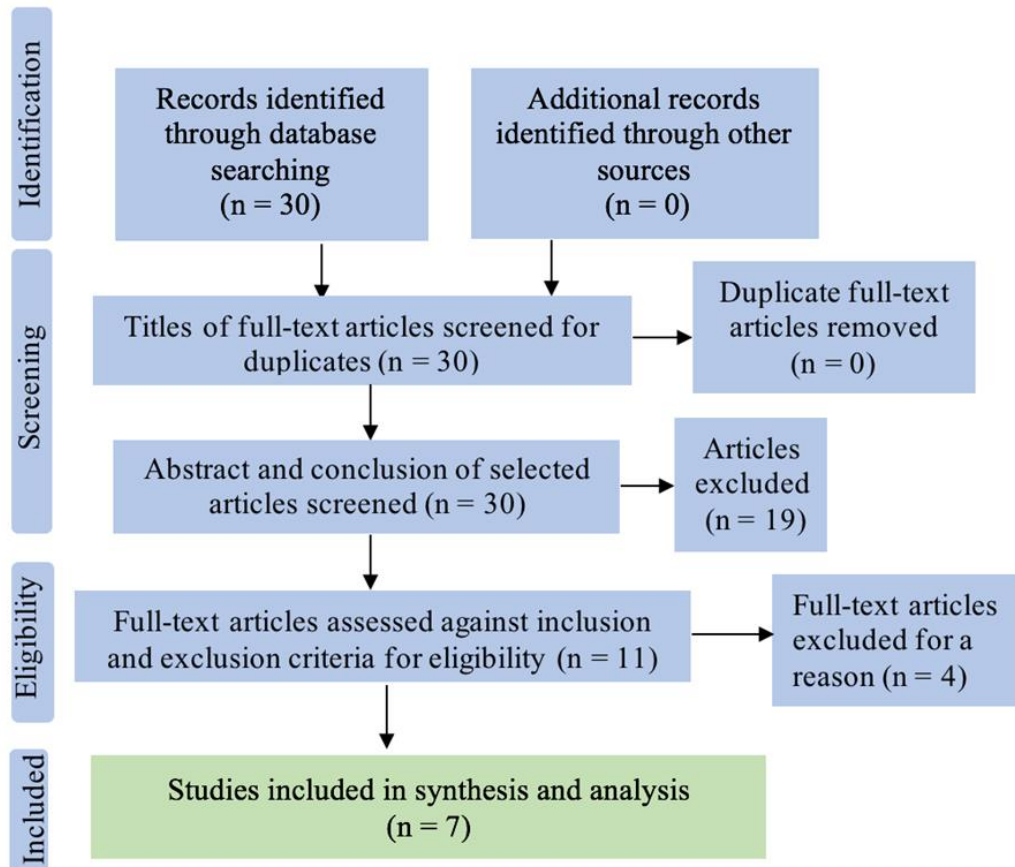 Identification
Records identified
through database
searching
(n = 30)
Additional records
identified through other
sources
(n = 0)
Screening
Titles of full-text articles screened for
duplicates (n = 30)
Duplicate full-text
articles removed
(n = 0)
Abstract and conclusion of selected
articles screened (n = 30)
Articles
excluded
(n = 19)
Eligibility
Full-text articles assessed against inclusion
and exclusion criteria for eligibility (n = 11)
Full-text articles
excluded for a
reason (n = 4)
Included
Studies included in synthesis and analysis
(n = 7)